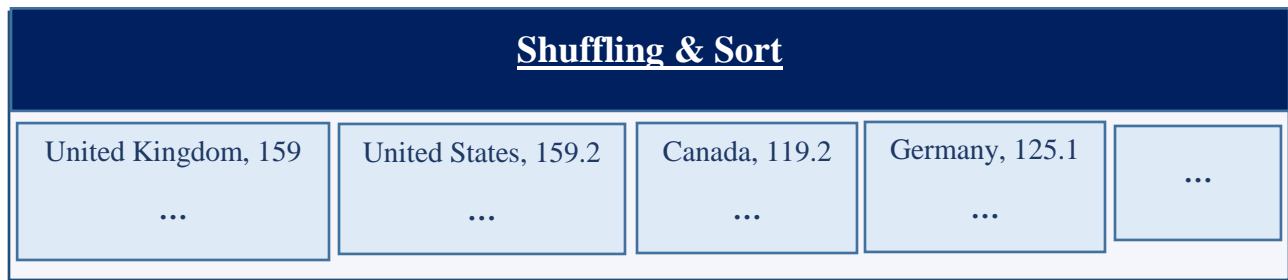 Shuffling & Sort
United Kingdom, 159
...
United States, 159.2
...
Canada, 119.2
...
Germany, 125.1
...
...